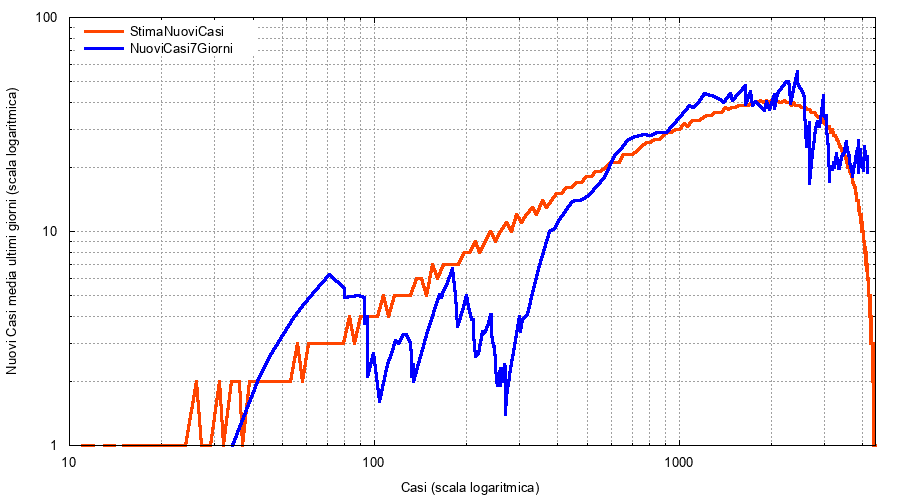 100
StimaNuoviCasi
NuoviCasi7Giorni
Nuovi Casi media ultimi giorni (scala logaritmica)
10
1
10
100
1000
Casi (scala logaritmica)